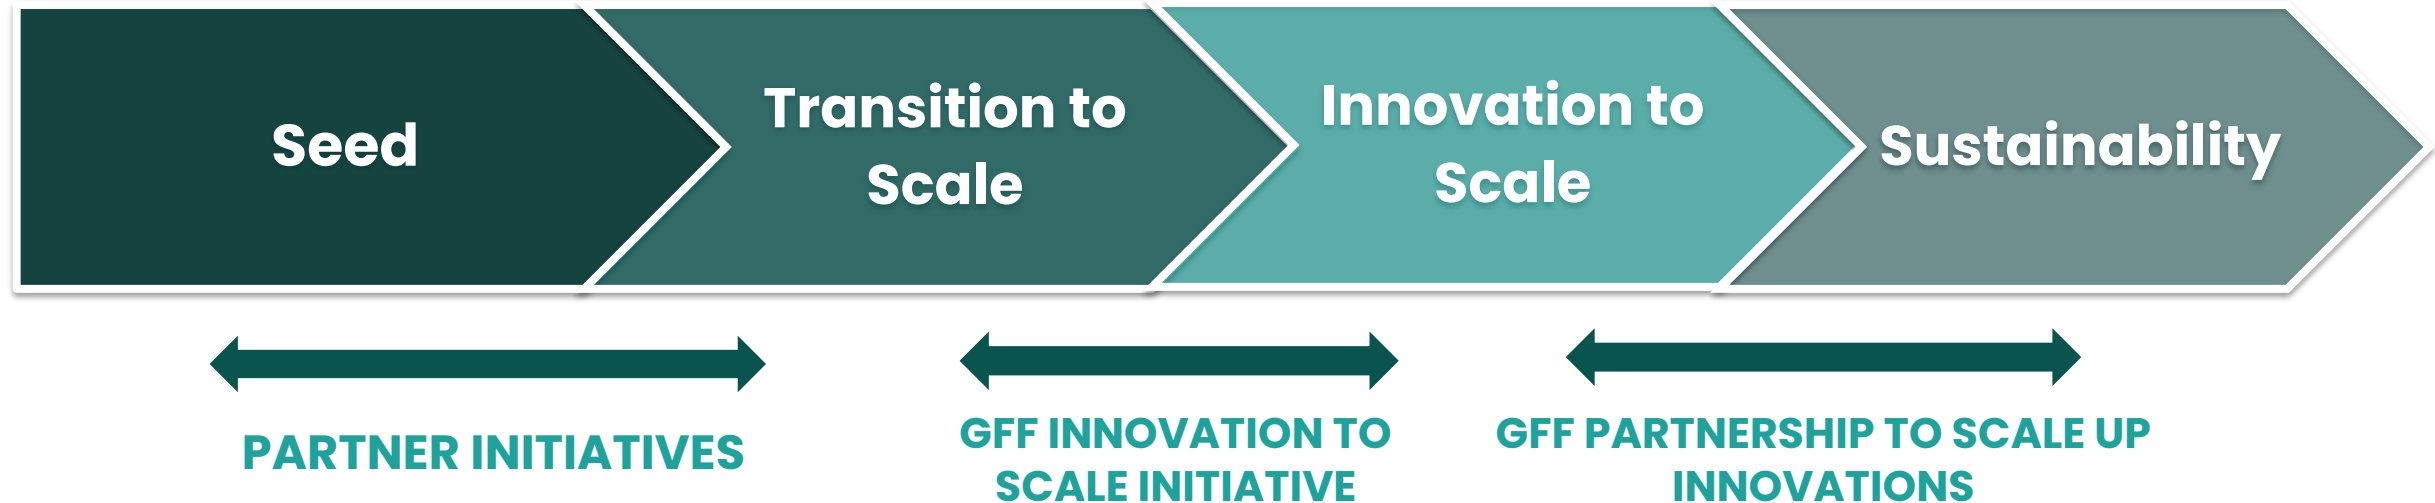 Seed
Transition to
Scale
Innovation to
Scale
Sustainability
PARTNER INITIATIVES
GFF INNOVATION TO
SCALE INITIATIVE
GFF PARTNERSHIP TO SCALE UP
INNOVATIONS